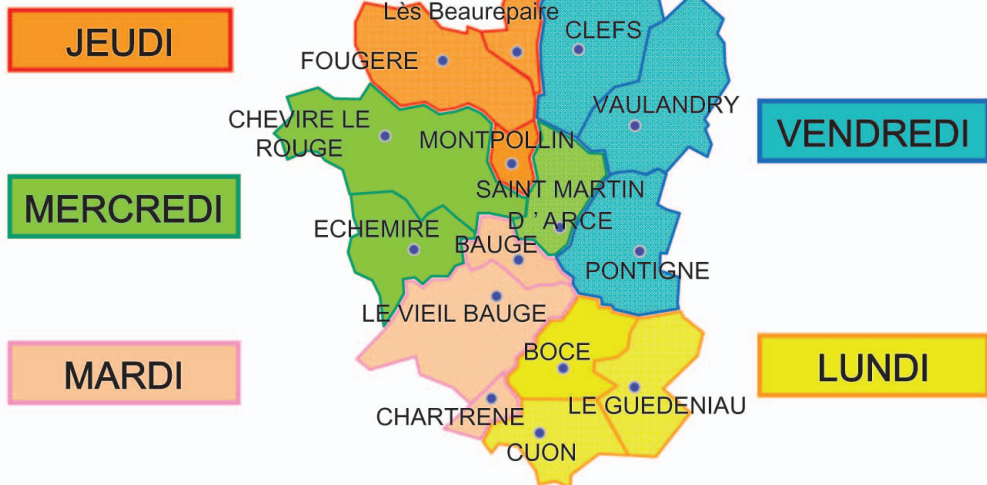 Lès Beaurepaire
JEUDI
CLEFS
FOUGERE
VAULANDRY
CHEVIRE LE
ROUGE
MONTPOLLIN
VENDREDI
MERCREDI
SAINT MARTIN
D ' ARCE
ECHEMIRE
BAUGE
PONTIGNE
LE VIEIL BAUGE
MARDI
BOCE
LUNDI
CHARTRENE
LE GUEDENIAU
CUON